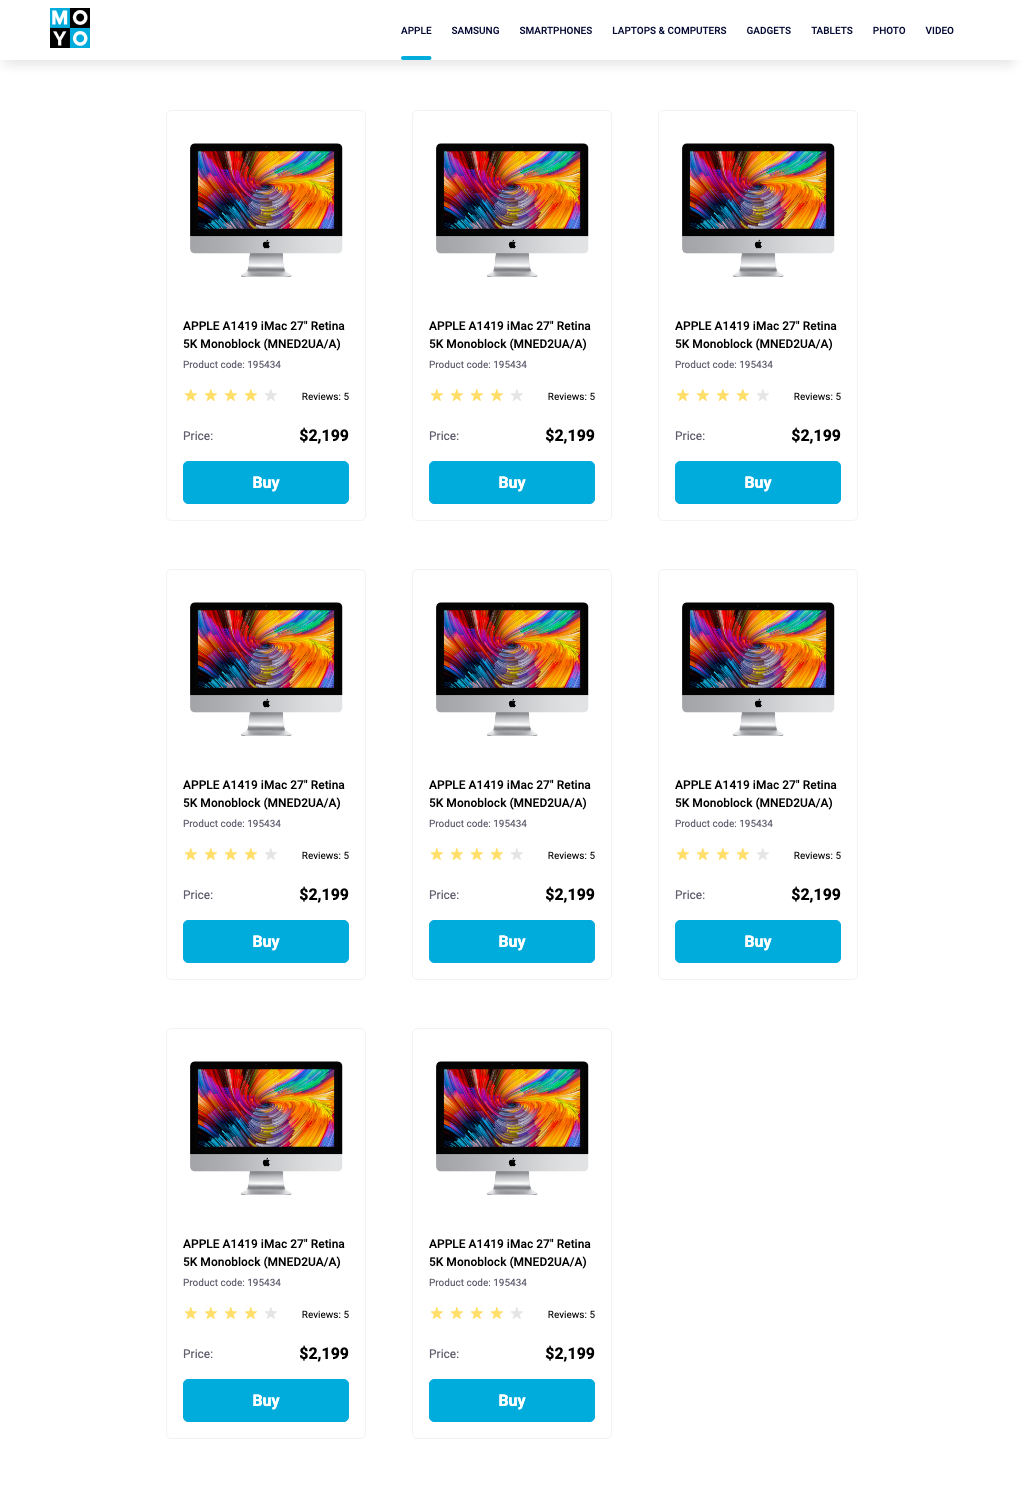 MO
YO
APPLE SAMSUNG SMARTPHONES LAPTOPS & COMPUTERS GADGETS TABLETS PHOTO VIDEO
APPLE A1419 iMac 27" Retina
5K Monoblock (MNED2UA/A)
Product code: 195434
Reviews: 5
Price: $2,199
Buy
APPLE A1419 iMac 27" Retina
5K Monoblock (MNED2UA/A)
Product code: 195434
Reviews: 5
Price: $2,199
Buy
APPLE A1419 iMac 27" Retina
5K Monoblock (MNED2UA/A)
Product code: 195434
Reviews: 5
Price: $2,199
Buy
APPLE A1419 iMac 27" Retina
5K Monoblock (MNED2UA/A)
Product code: 195434
Reviews: 5
Price: $2,199
Buy
APPLE A1419 iMac 27" Retina
5K Monoblock (MNED2UA/A)
Product code: 195434
Reviews: 5
Price: $2,199
Buy
APPLE A1419 iMac 27" Retina
5K Monoblock (MNED2UA/A)
Product code: 195434
Reviews: 5
Price: $2,199
Buy
APPLE A1419 iMac 27" Retina
5K Monoblock (MNED2UA/A)
Product code: 195434
Reviews: 5
Price: $2,199
Buy
APPLE A1419 iMac 27" Retina
5K Monoblock (MNED2UA/A)
Product code: 195434
Reviews: 5
Price: $2,199
Buy